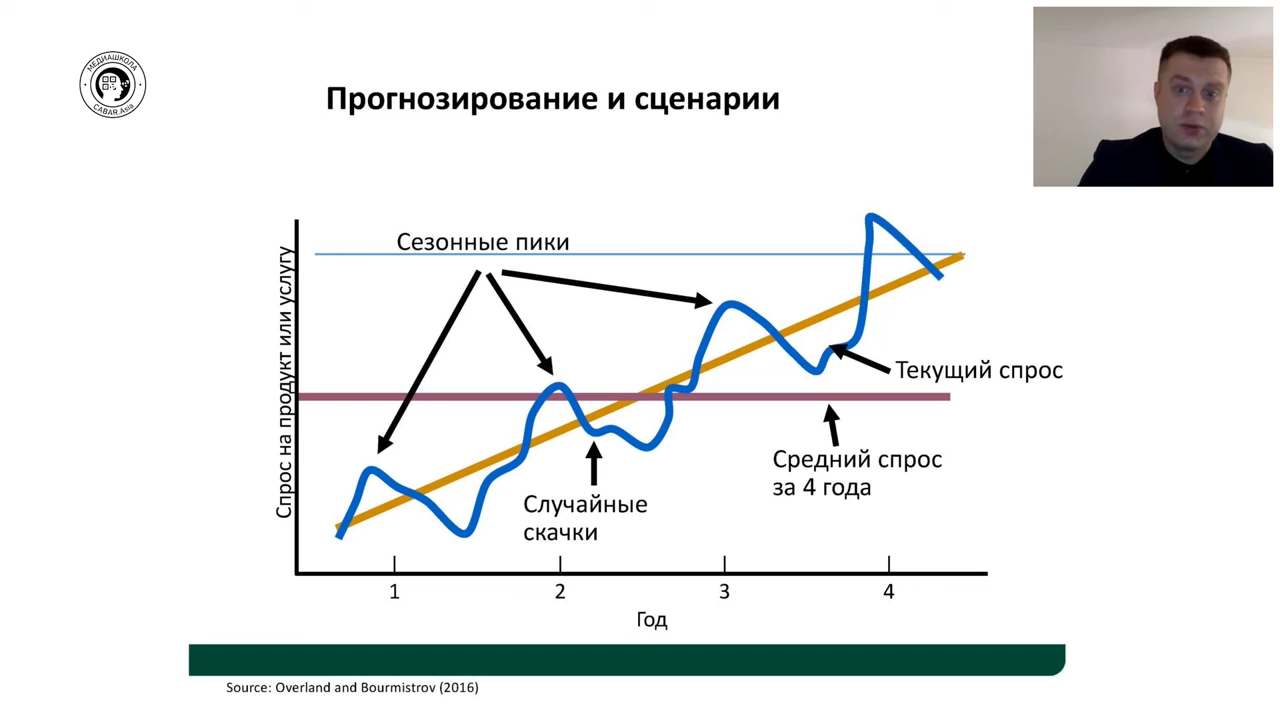 МЕДИАШКОЛА
CABAR.Asia
Прогнозирование и сценарии
Сезонные пики
Спрос на продукт или услугу
Текущий спрос
Средний спрос
за 4 года
Случайные
скачки
1 2 3 4
Год
Source: Overland and Bourmistrov (2016)